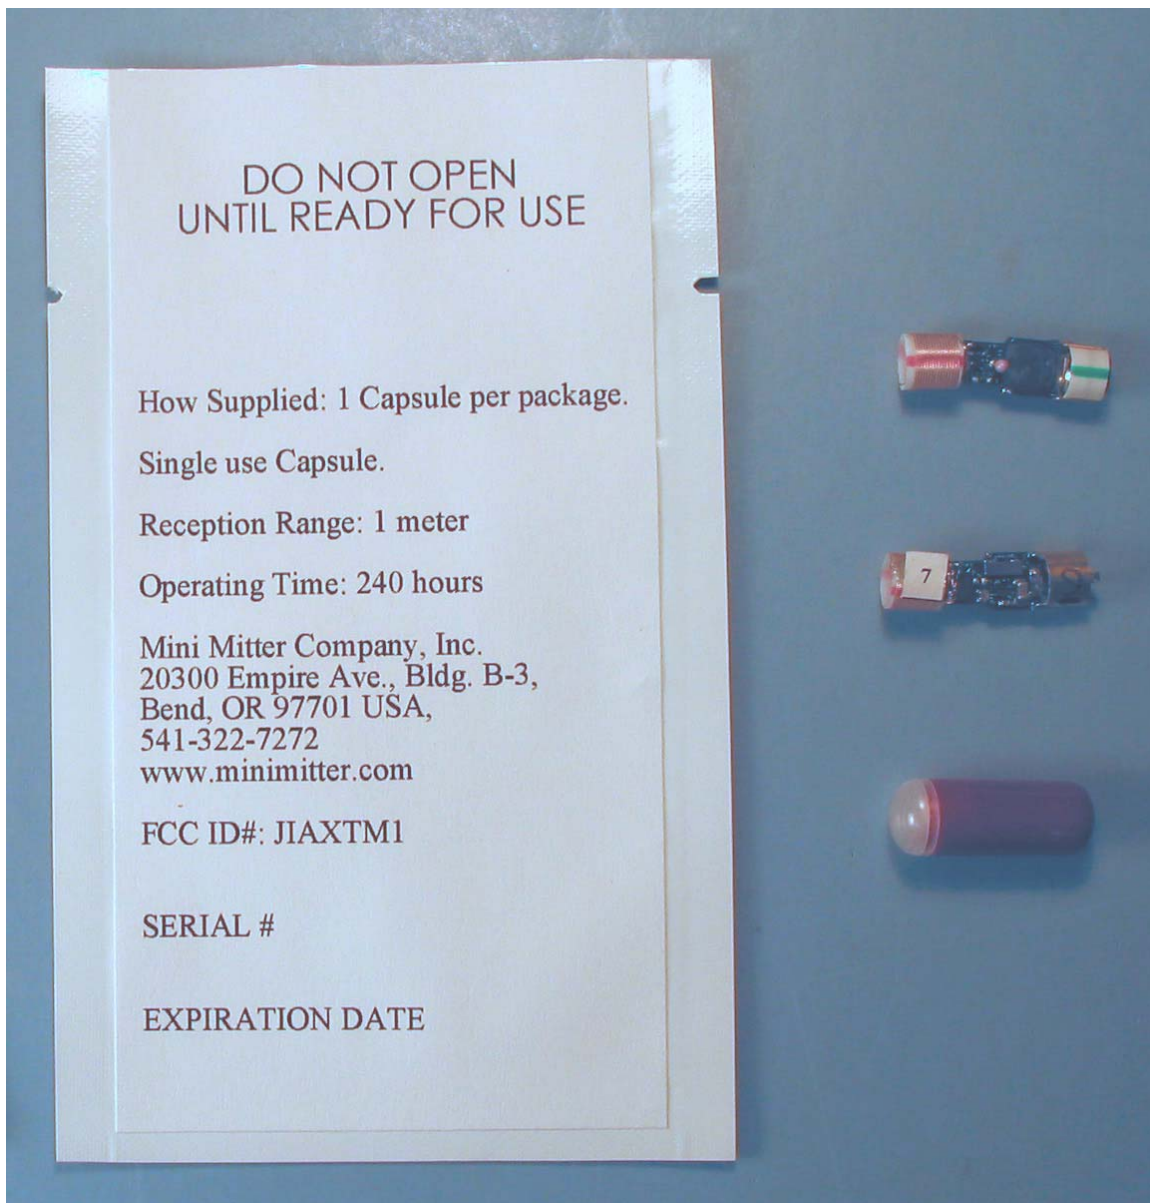 DO NOT OPEN
UNTIL READY FOR USE
How Supplied: 1 Capsule per package.
Single use Capsule.
Reception Range: 1 meter
Operating Time: 240 hours
Mini Mitter Company, Inc.
20300 Empire Ave., Bldg. B-3,
Bend, OR 97701 USA,
541-322-7272
www.minimitter.com
FCC ID#: JIAXTM1
SERIAL #
EXPIRATION DATE
7